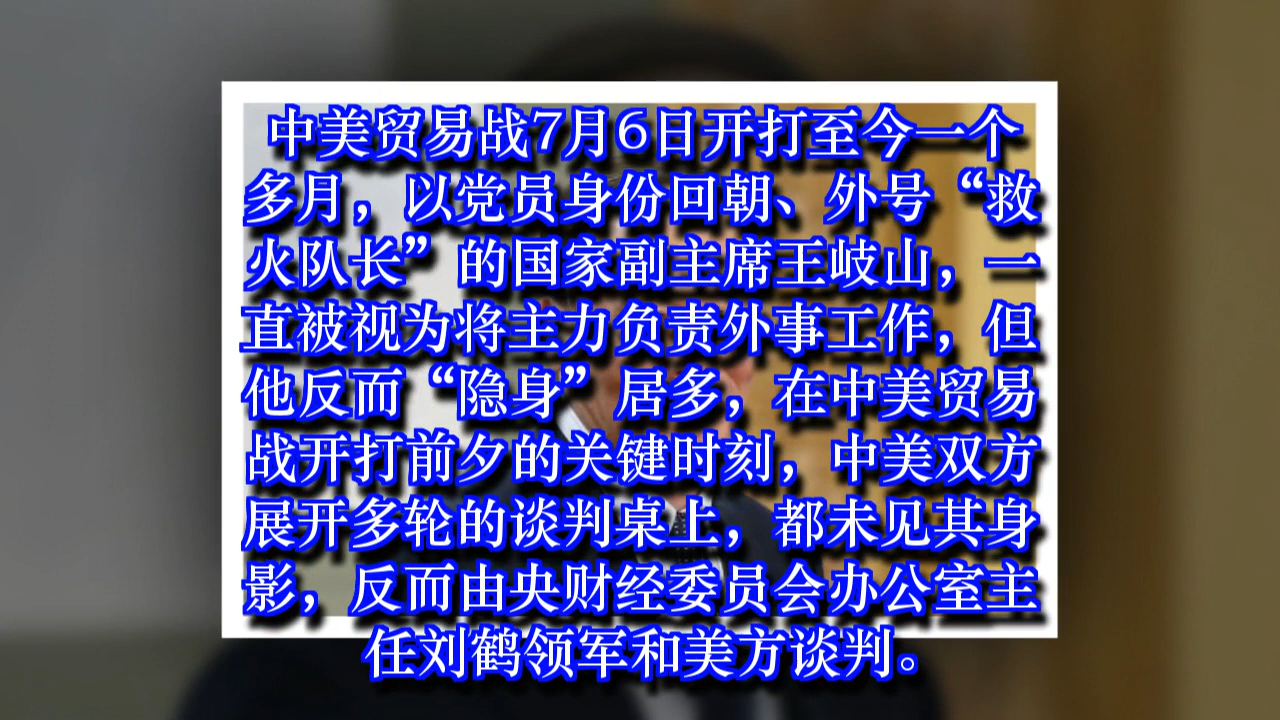 中美贸易战7月6日开打至今一个
多月，以党员身份回朝、外号“救
火队长”的国家副主席王岐山，一
直被视为将主力负责外事工作，但
他反而“隐身”居多，在中美贸易
战开打前夕的关键时刻，中美双方
展开多轮的谈判桌上，都未见其身
影，反而由央财经委员会办公室主
任刘鹤领军和美方谈判。